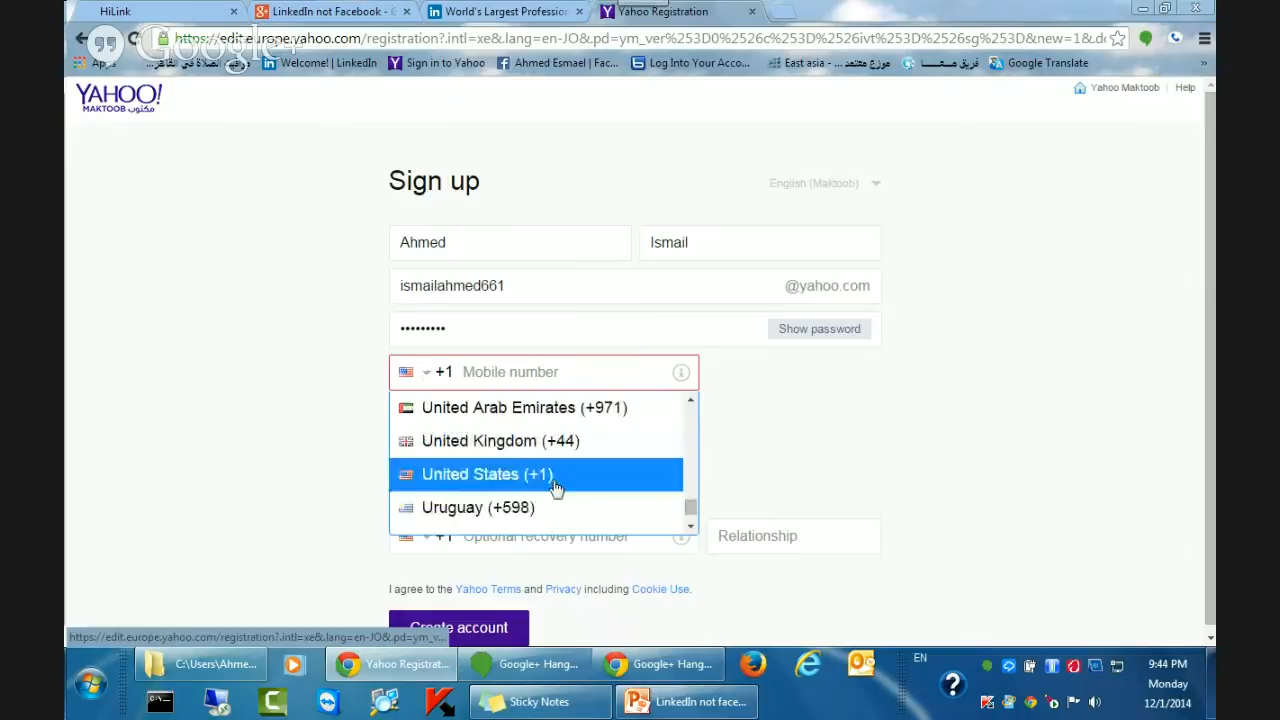 HiLink
LinkedIn not Facebook -
World's Largest Profession
Yahoo Registration
https://edit.europe.yahoo.com/registration?.intl=xe&.lang=en-JO&.pd=ym_ver%253D0%2526c%253D%2526ivt%253D%2526sg%253D&new=1&.d
Google+
Apps
Welcome! | LinkedIn
Sign in to Yahoo
Ahmed Esmael | Fac...
Log Into Your Acco...
East asia – موزع معتمد...
Google Translate
»
YAHOO!
MAKTOOB مكتوب
Yahoo Maktoob | Help
Sign up
English (Maktoob)
Ahmed
Ismail
ismailahmed661
@yahoo.com
•••••••••
Show password
+1 Mobile number
United Arab Emirates (+971)
United Kingdom (+44)
United States (+1)
Uruguay (+598)
+1 Optional recovery number
Relationship
I agree to the Yahoo Terms and Privacy including Cookie Use.
Create account
https://edit.europe.yahoo.com/registration?.intl=xe&.lang=en-JO&.pd=ym_v...
C:\Users\Ahme...
Yahoo Registrat...
Google+ Hang...
Google+ Hang...
EN
9:44 PM
Monday
12/1/2014
Sticky Notes
LinkedIn not face...